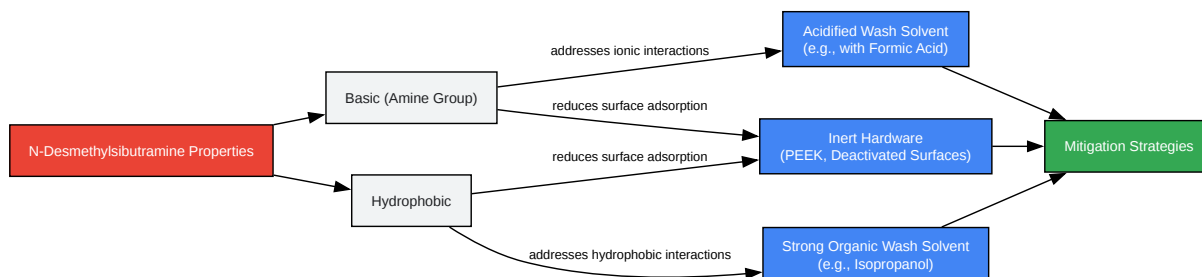 N-Desmethylsibutramine Properties
Basic (Amine Group)
Hydrophobic
addresses ionic interactions
reduces surface adsorption
reduces surface adsorption
addresses hydrophobic interactions
Acidified Wash Solvent
(e.g., with Formic Acid)
Inert Hardware
(PEEK, Deactivated Surfaces)
Strong Organic Wash Solvent
(e.g., Isopropanol)
Mitigation Strategies